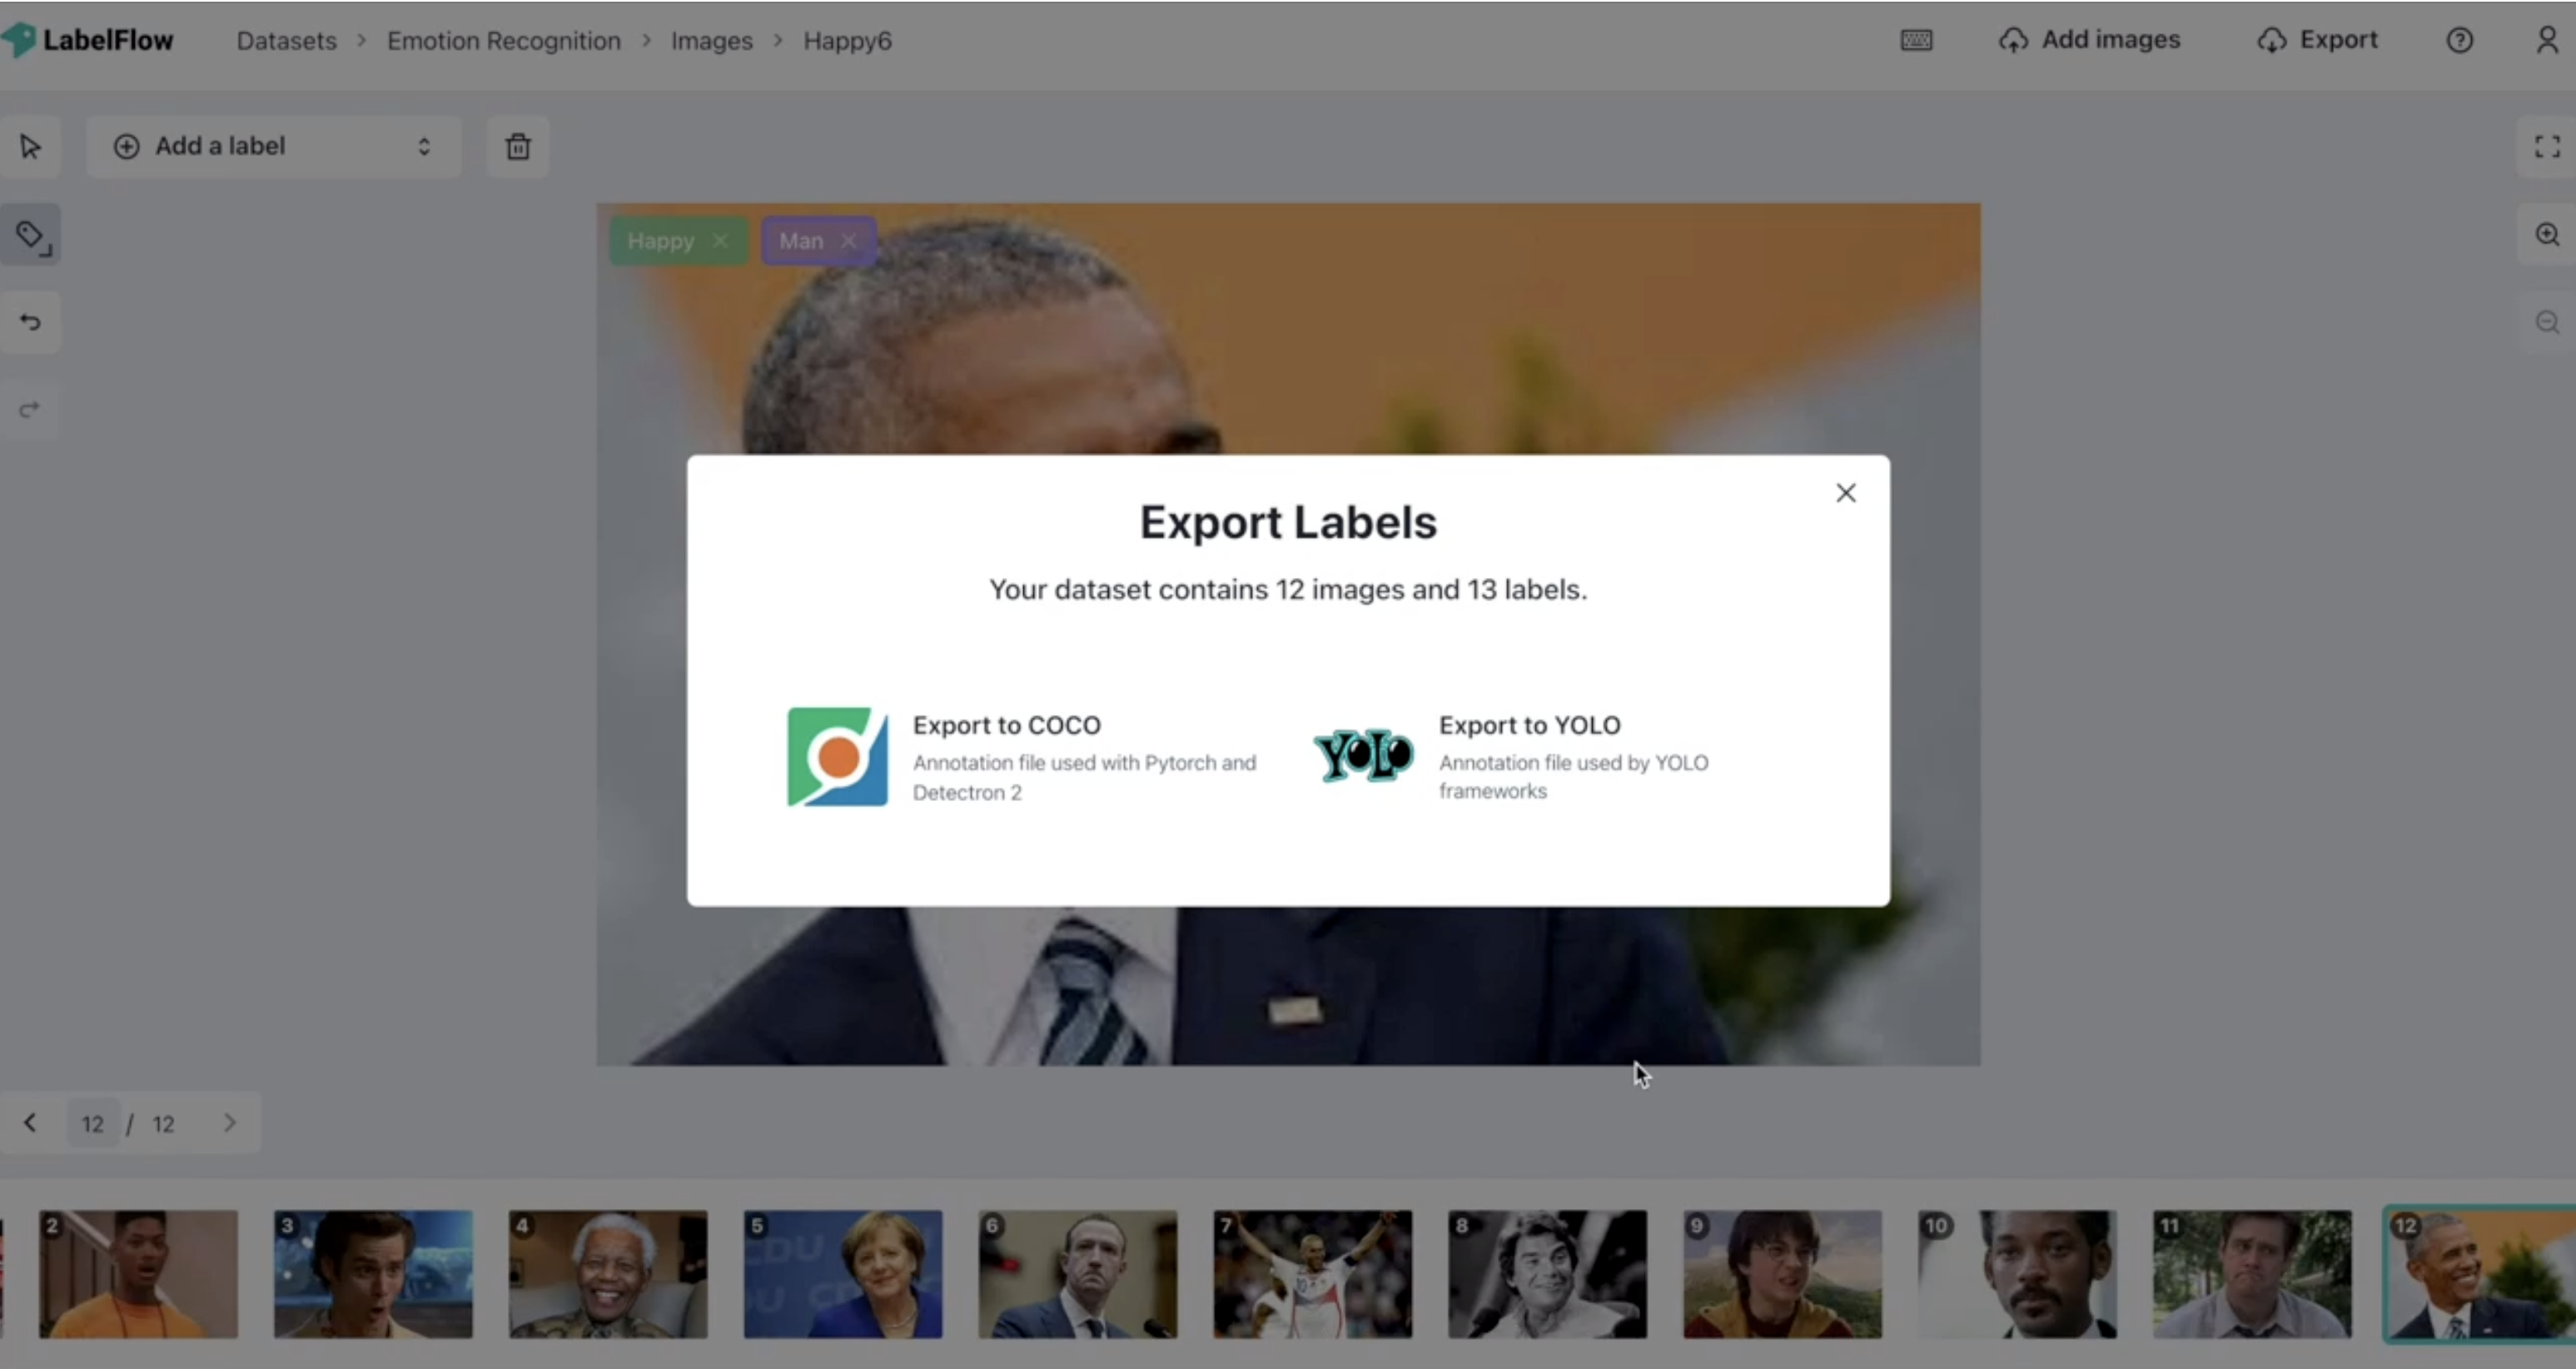 LabelFlow
Datasets > Emotion Recognition > Images > Happy6
Add images
Export
Add a label
Happy
Man
Export Labels
Your dataset contains 12 images and 13 labels.
Export to COCO
Annotation file used with Pytorch and
Detectron 2
YOLO
Export to YOLO
Annotation file used by YOLO
frameworks
12 / 12
2
3
4
5
CDU
6
7
8
9
10
11
12